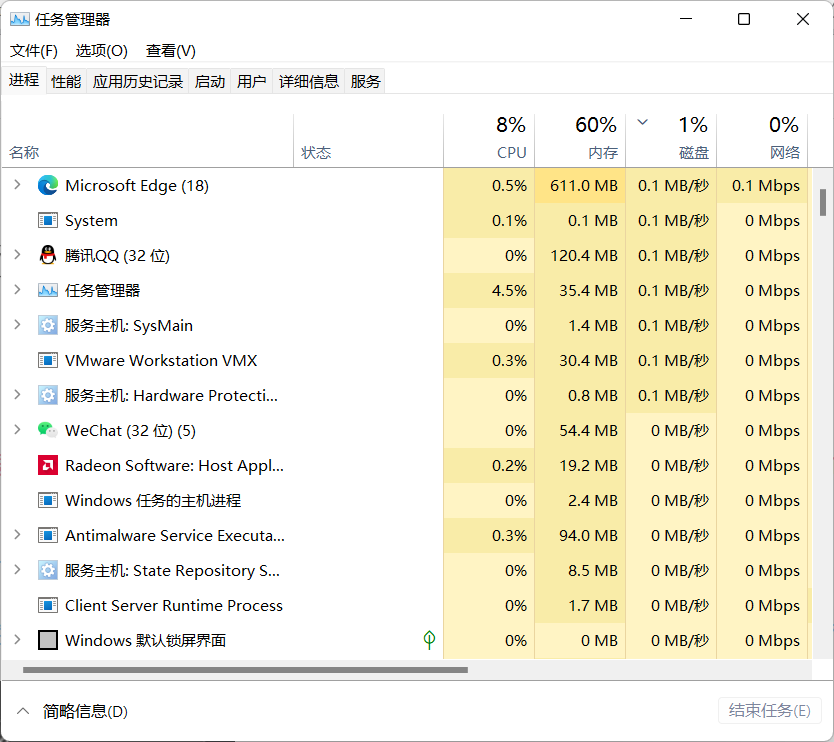 任务管理器
文件(F) 选项(O) 查看(V)
进程 性能 应用历史记录 启动 用户 详细信息 服务
8% 60% 1% 0%
名称 状态 CPU 内存 磁盘 网络
Microsoft Edge (18) 0.5% 611.0 MB 0.1 MB/秒 0.1 Mbps
System 0.1% 0.1 MB 0.1 MB/秒 0 Mbps
腾讯QQ (32 位) 0% 120.4 MB 0.1 MB/秒 0 Mbps
任务管理器 4.5% 35.4 MB 0.1 MB/秒 0 Mbps
服务主机: SysMain 0% 1.4 MB 0.1 MB/秒 0 Mbps
VMware Workstation VMX 0.3% 30.4 MB 0.1 MB/秒 0 Mbps
服务主机: Hardware Protecti... 0% 0.8 MB 0.1 MB/秒 0 Mbps
WeChat (32 位) (5) 0% 54.4 MB 0 MB/秒 0 Mbps
Radeon Software: Host Appl... 0.2% 19.2 MB 0 MB/秒 0 Mbps
Windows 任务的主机进程 0% 2.4 MB 0 MB/秒 0 Mbps
Antimalware Service Executa... 0.3% 94.0 MB 0 MB/秒 0 Mbps
服务主机: State Repository S... 0% 8.5 MB 0 MB/秒 0 Mbps
Client Server Runtime Process 0% 1.7 MB 0 MB/秒 0 Mbps
Windows 默认锁屏界面 0% 0 MB 0 MB/秒 0 Mbps
简略信息(D) 结束任务(E)